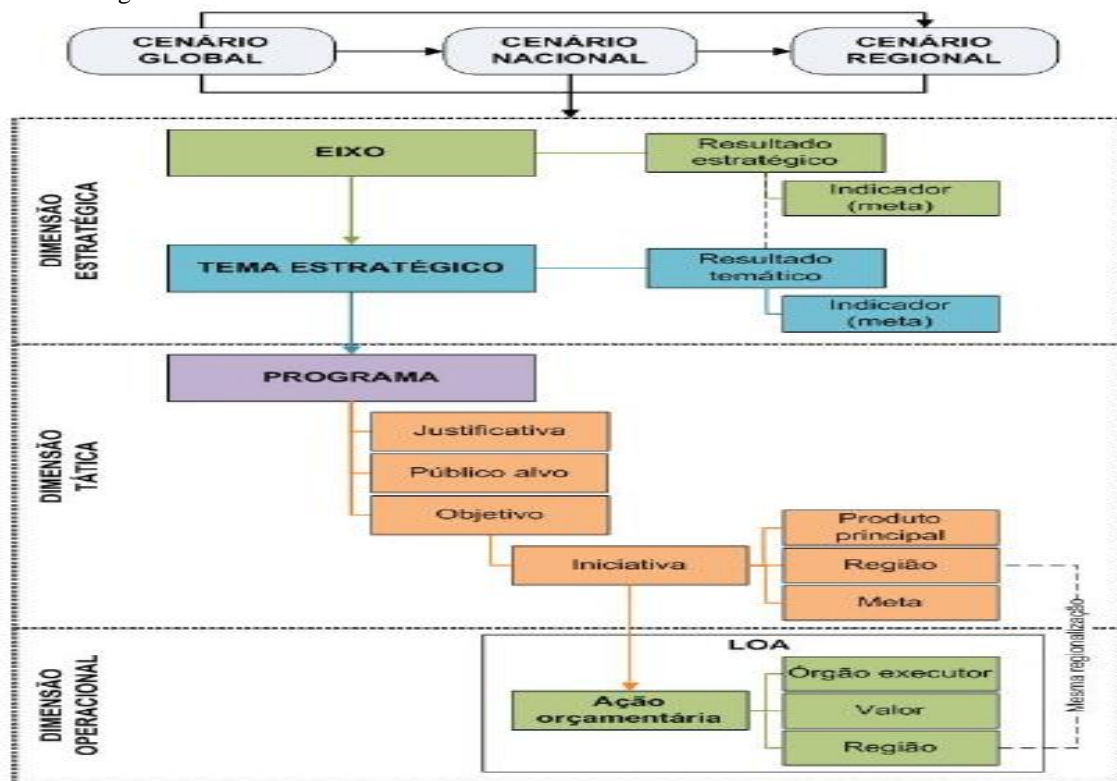 CENÁRIO
GLOBAL
CENÁRIO
NACIONAL
CENÁRIO
REGIONAL
DIMENSÃO
ESTRATÉGICA
EIXO
Resultado
estratégico
Indicador
(meta)
TEMA ESTRATÉGICO
Resultado
temático
Indicador
(meta)
DIMENSÃO
TÁTICA
PROGRAMA
Justificativa
Público alvo
Objetivo
Iniciativa
Produto
principal
Região
Meta
Mesma regionalização
DIMENSÃO
OPERACIONAL
LOA
Ação
orçamentária
Órgão executor
Valor
Região